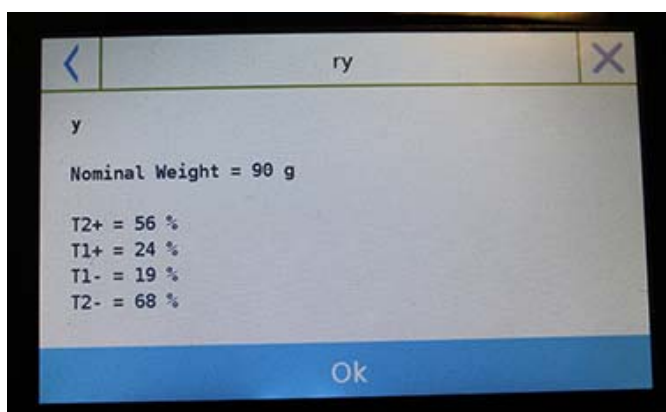 ry
y
Nominal Weight = 90 g
T2+ = 56 %
T1+ = 24 %
T1- = 19 %
T2- = 68 %
Ok